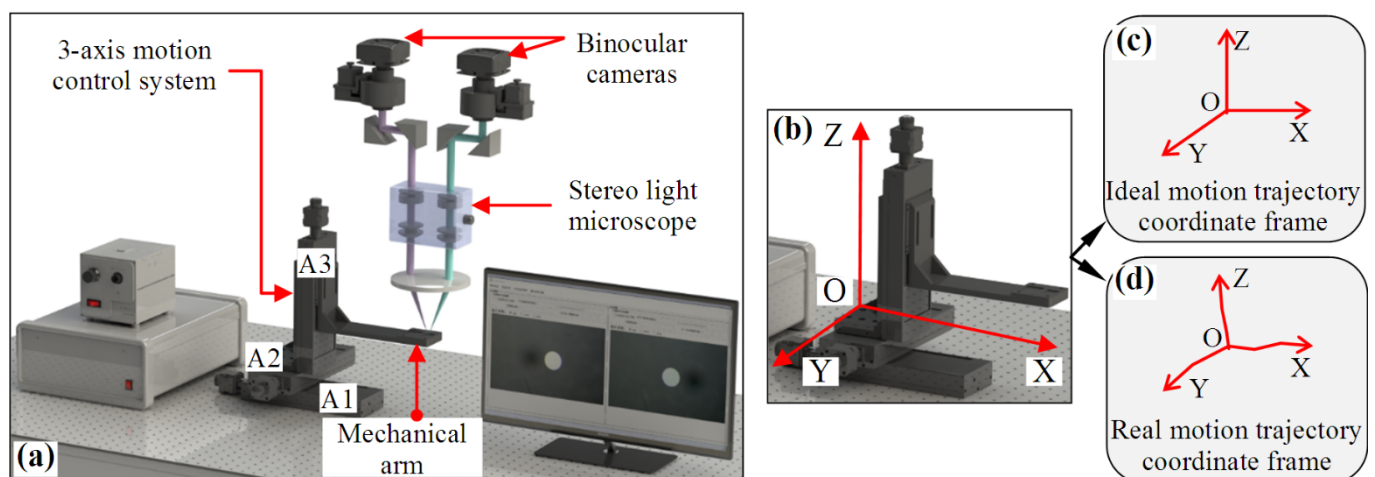 3-axis motion
control system
Binocular
cameras
Stereo light
microscope
A3
A2
A1
Mechanical
arm
(a)
(b)
Z
O
Y
X
(c)
Z
O
X
Y
Ideal motion trajectory
coordinate frame
(d)
Z
O
X
Y
Real motion trajectory
coordinate frame